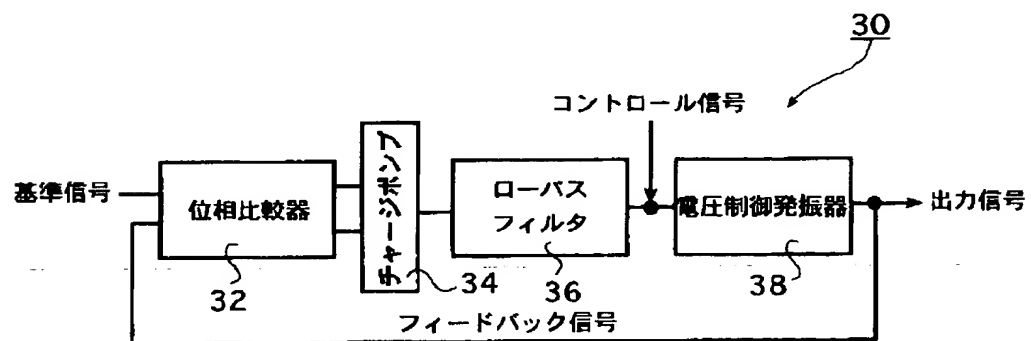 30
コントロール信号
基準信号
位相比較器
チャージポンプ
ローパス
フィルタ
電圧制御発振器
出力信号
32
34
36
38
フィードバック信号